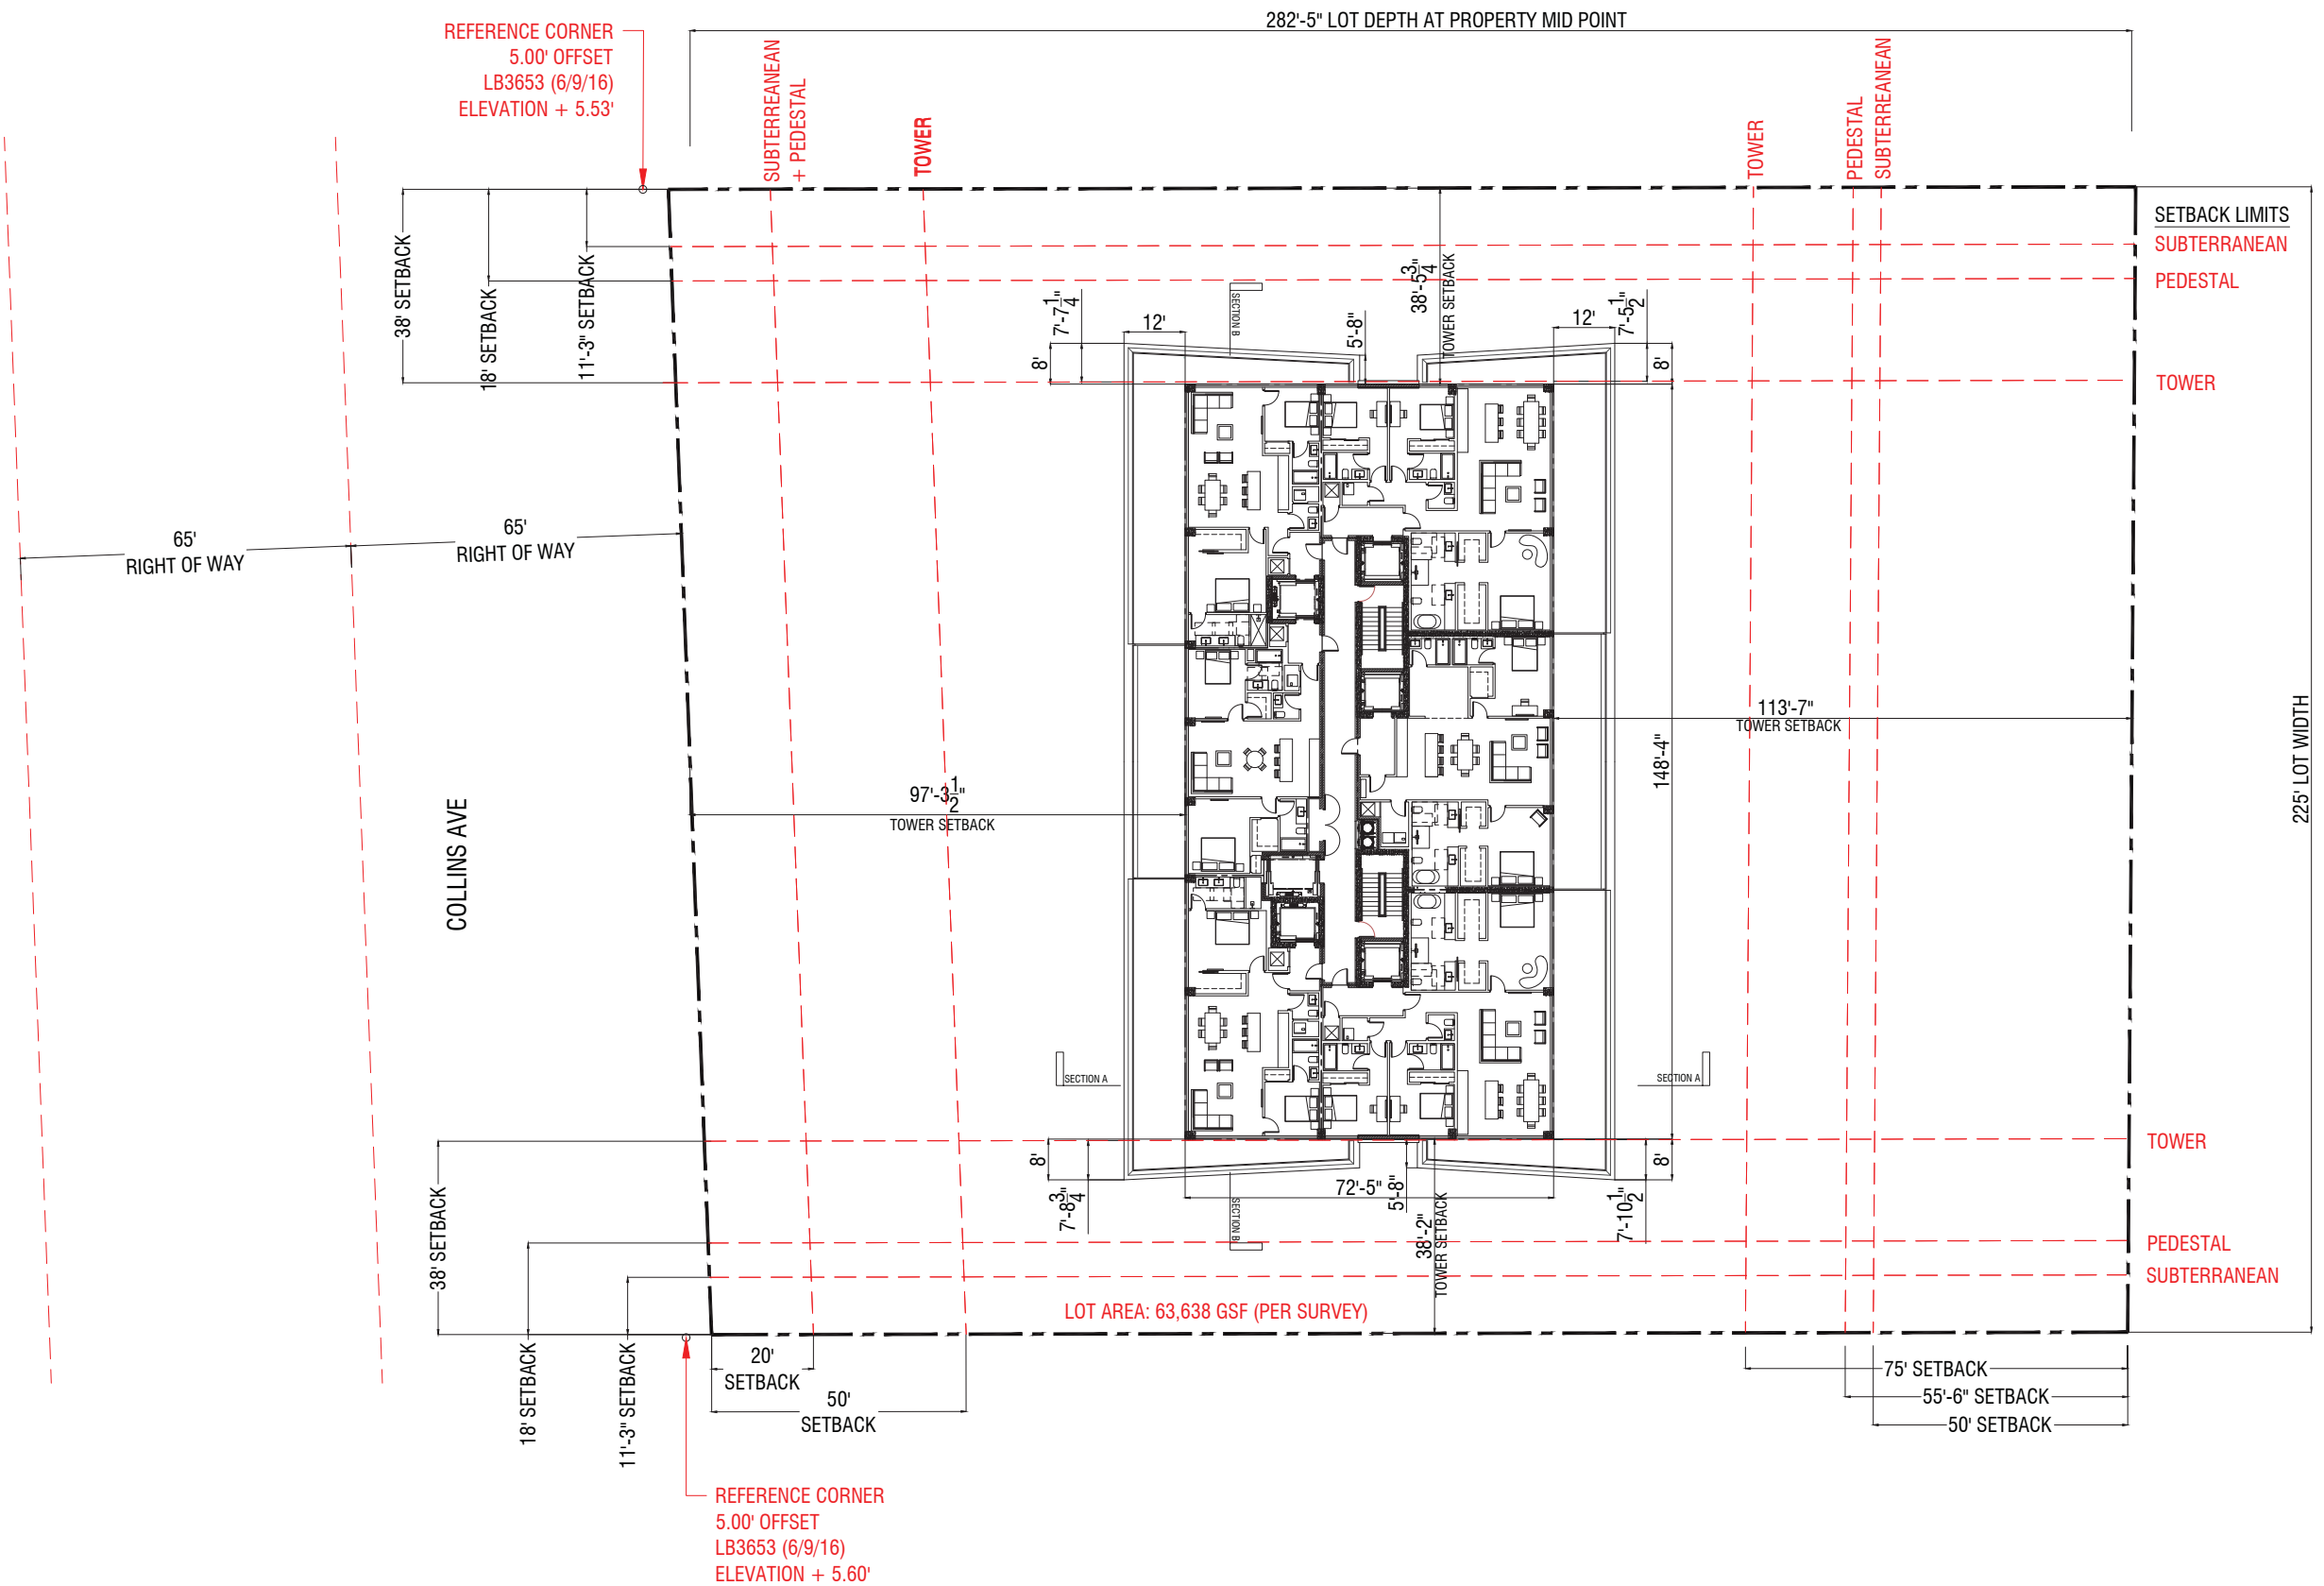 282'-5" LOT DEPTH AT PROPERTY MID POINT
REFERENCE CORNER
5.00' OFFSET
LB3653 (6/9/16)
ELEVATION + 5.53'
SUBTERREANEAN
+ PEDESTAL
TOWER
TOWER
PEDESTAL
SUBTERREANEAN
SETBACK LIMITS
SUBTERRANEAN
PEDESTAL
TOWER
38' SETBACK
18' SETBACK
11'-3" SETBACK
7'-7 1/4"
8'
12'
SECTION B
5'-8"
38'-5 3/4"
TOWER SETBACK
12'
7'-5 1/2"
8'
65'
RIGHT OF WAY
65'
RIGHT OF WAY
COLLINS AVE
97'-3 1/2"
TOWER SETBACK
113'-7"
TOWER SETBACK
148'-4"
225' LOT WIDTH
SECTION A
SECTION A
TOWER
PEDESTAL
SUBTERRANEAN
38' SETBACK
18' SETBACK
11'-3" SETBACK
8'
7'-8 3/4"
SECTION B
72'-5"
5'-8"
38'-2"
TOWER SETBACK
7'-10 1/2"
8'
LOT AREA: 63,638 GSF (PER SURVEY)
20'
SETBACK
50'
SETBACK
75' SETBACK
55'-6" SETBACK
50' SETBACK
REFERENCE CORNER
5.00' OFFSET
LB3653 (6/9/16)
ELEVATION + 5.60'